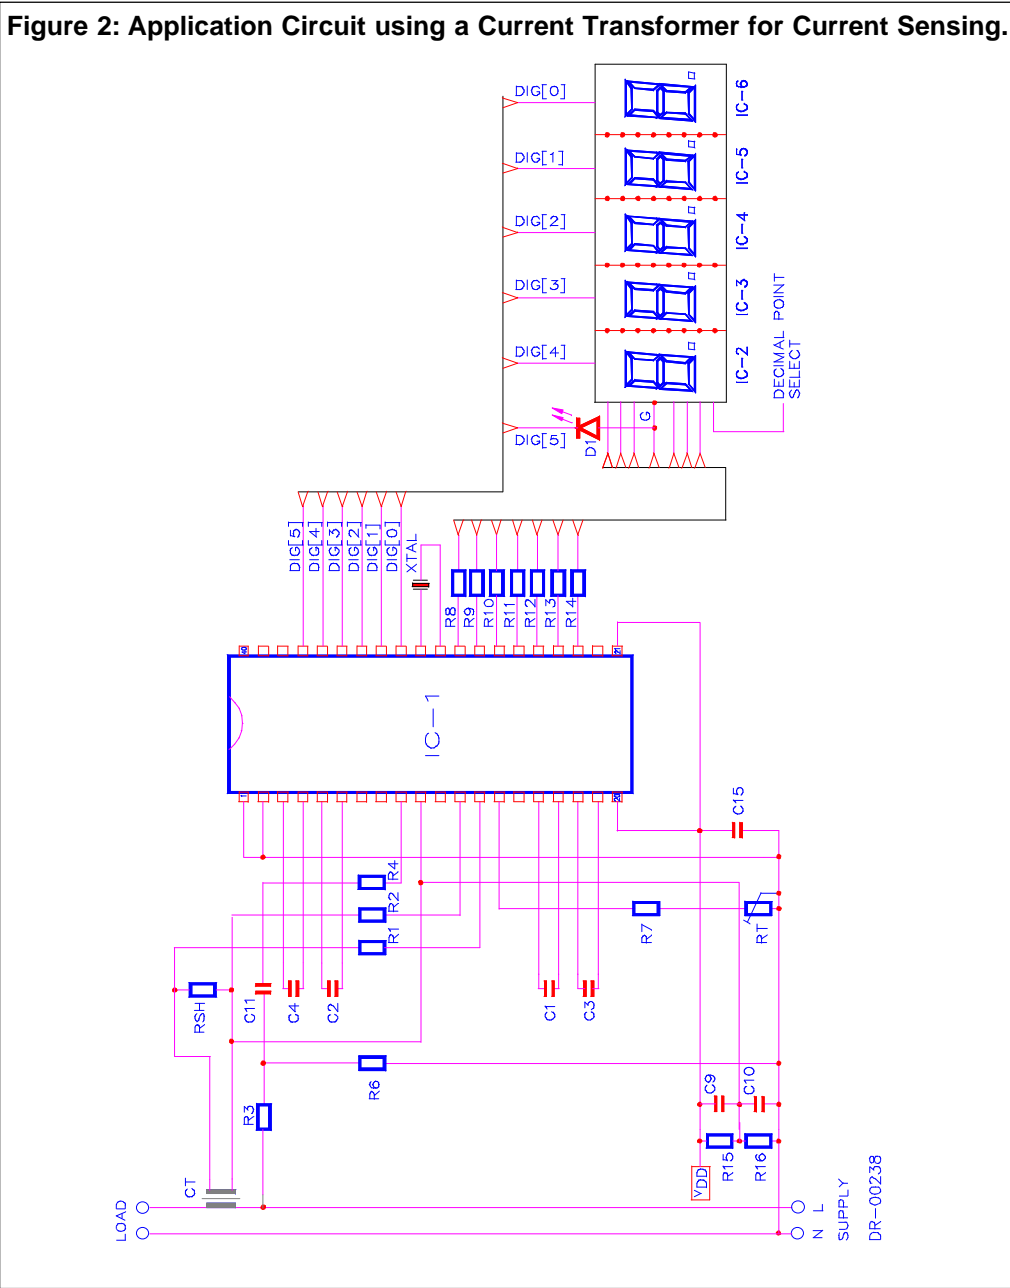 Figure 2: Application Circuit using a Current Transformer for Current Sensing.
DIG[0]
IC-6
DIG[1]
IC-5
DIG[2]
IC-4
DIG[3]
IC-3
DIG[4]
IC-2
DECIMAL POINT
SELECT
DIG[5]
D1
G
DIG[5]
DIG[4]
DIG[3]
DIG[2]
DIG[1]
DIG[0]
XTAL
R8
R9
R10
R11
R12
R13
R14
40
21
IC-1
1
20
C15
R4
R2
R1
R7
RT
RSH
C11
C4
C2
C1
C3
R6
R3
C9
C10
R15
R16
VDD
CT
LOAD
L
N
SUPPLY
DR-00238